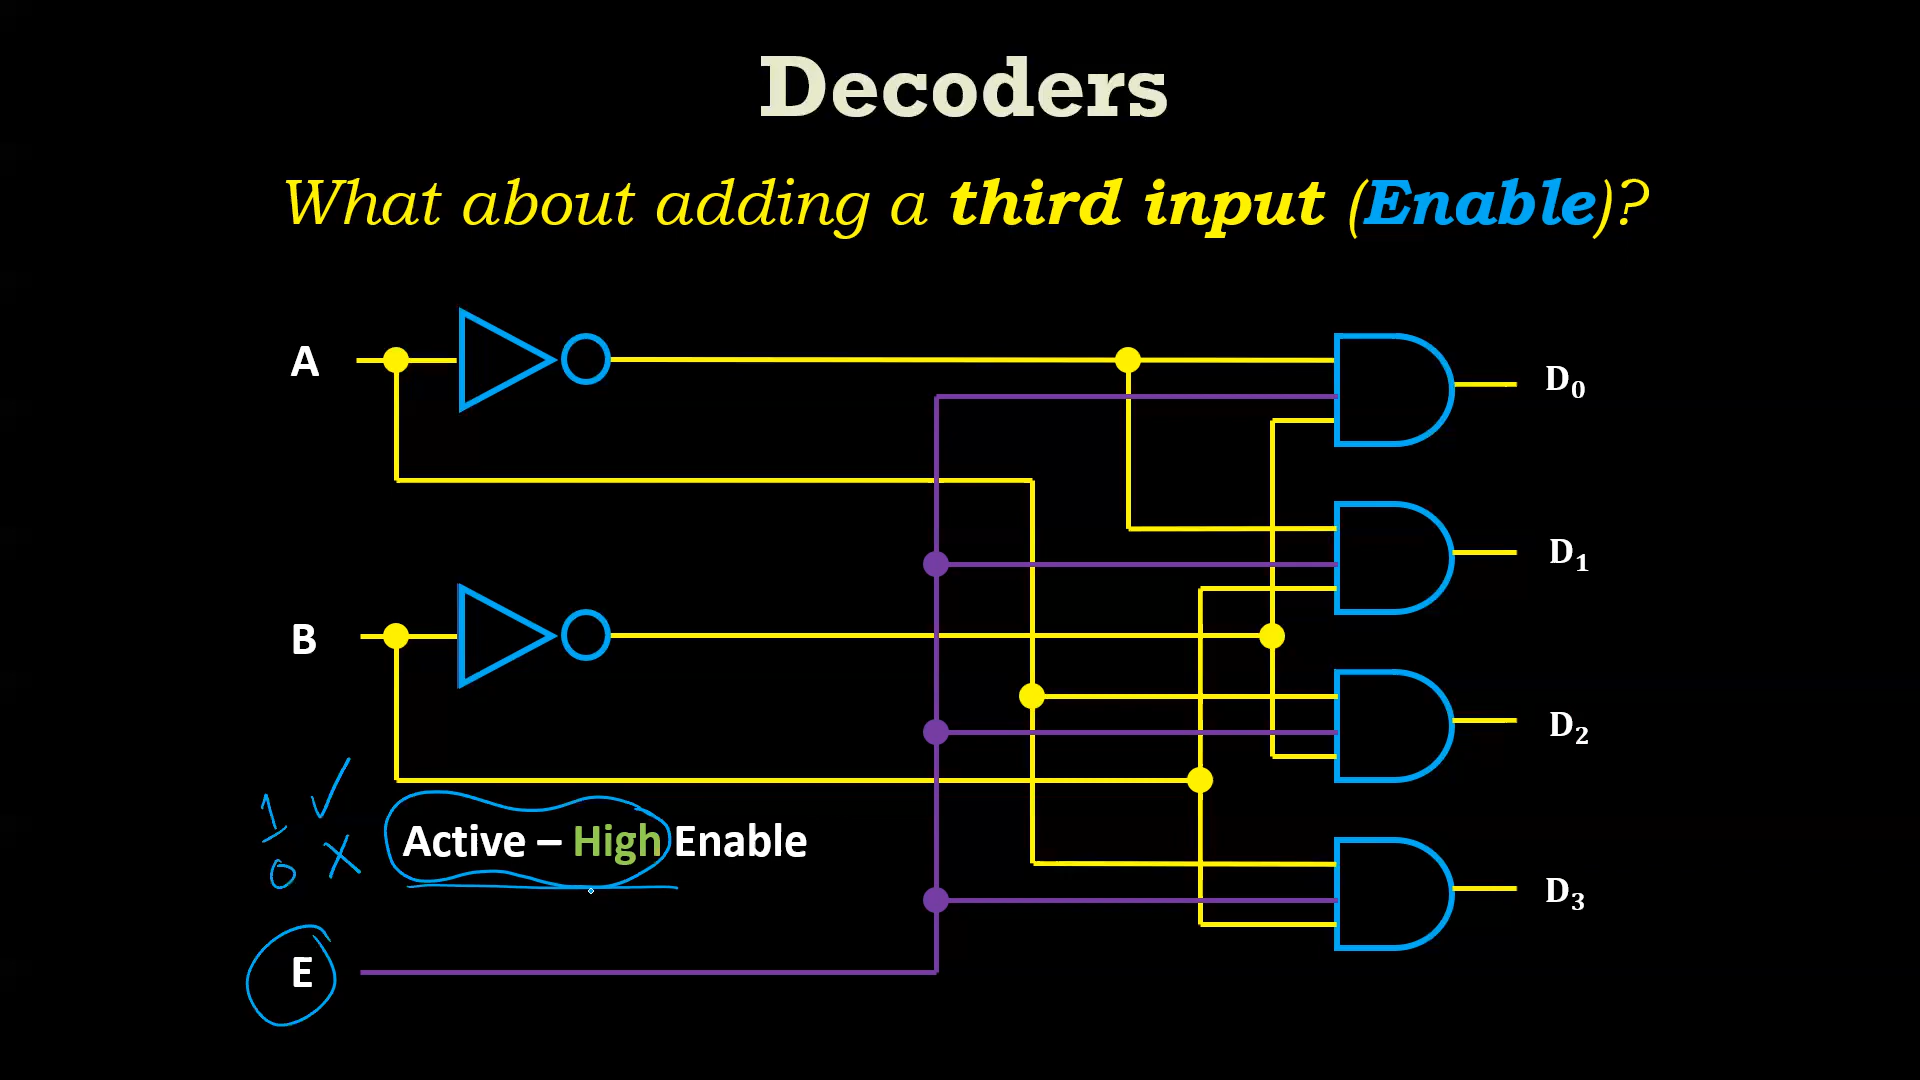 Decoders
What about adding a third input (Enable)?
A
D₀
D₁
B
D₂
1 ✓
0 X
Active – High Enable
D₃
E